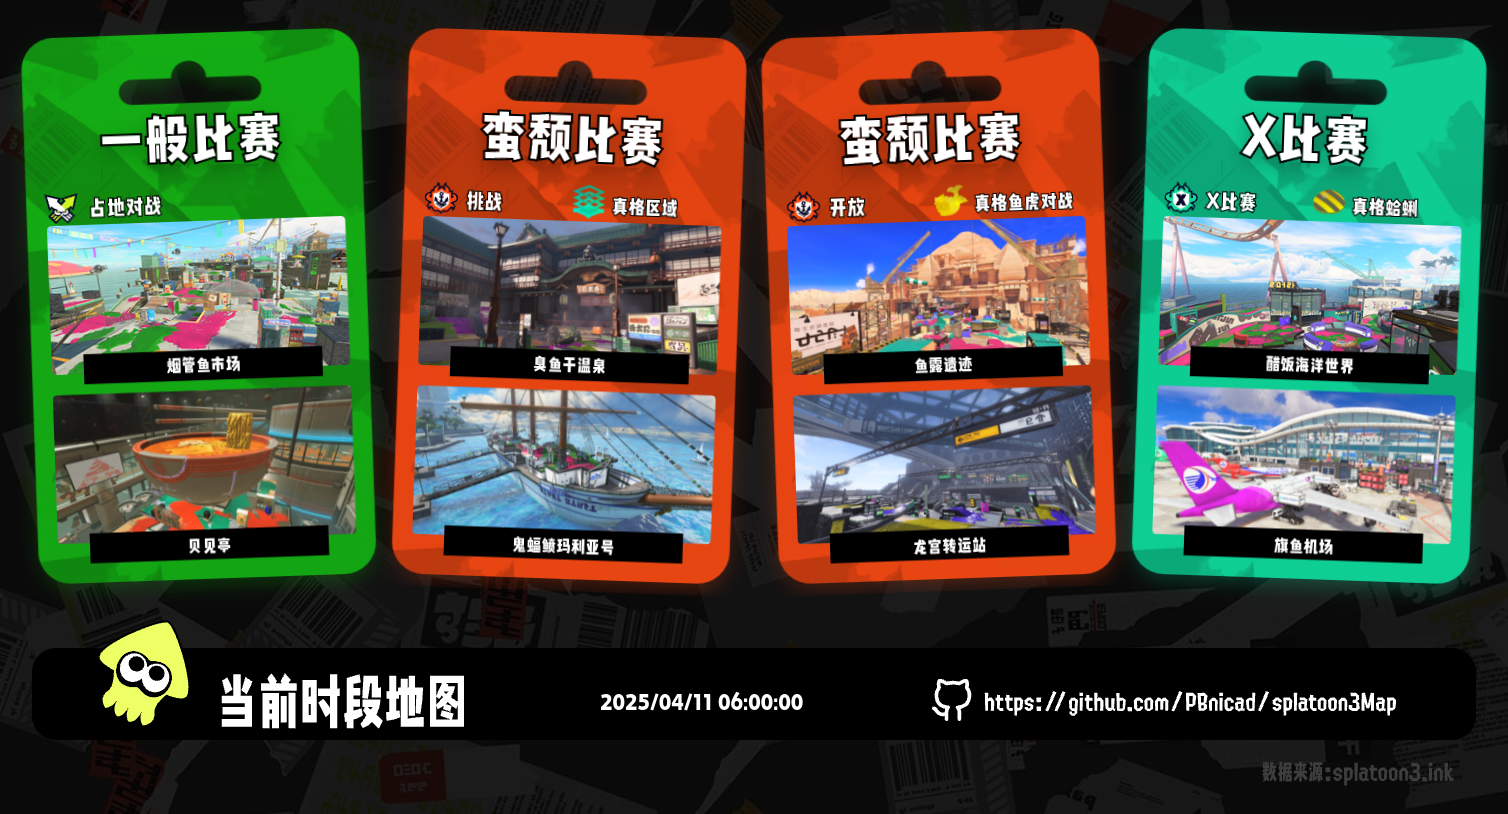 一般比赛
占地对战
烟管鱼市场
贝见亭
蛮颓比赛
挑战
真格区域
臭鱼干温泉
鬼蝠鲼玛利亚号
蛮颓比赛
开放
真格鱼虎对战
鱼露遗迹
龙宫转运站
X比赛
X比赛
真格蛤蜊
醋饭海洋世界
旗鱼机场
当前时段地图
2025/04/11 06:00:00
https://github.com/PBnicad/splatoon3Map
数据来源:splatoon3.ink